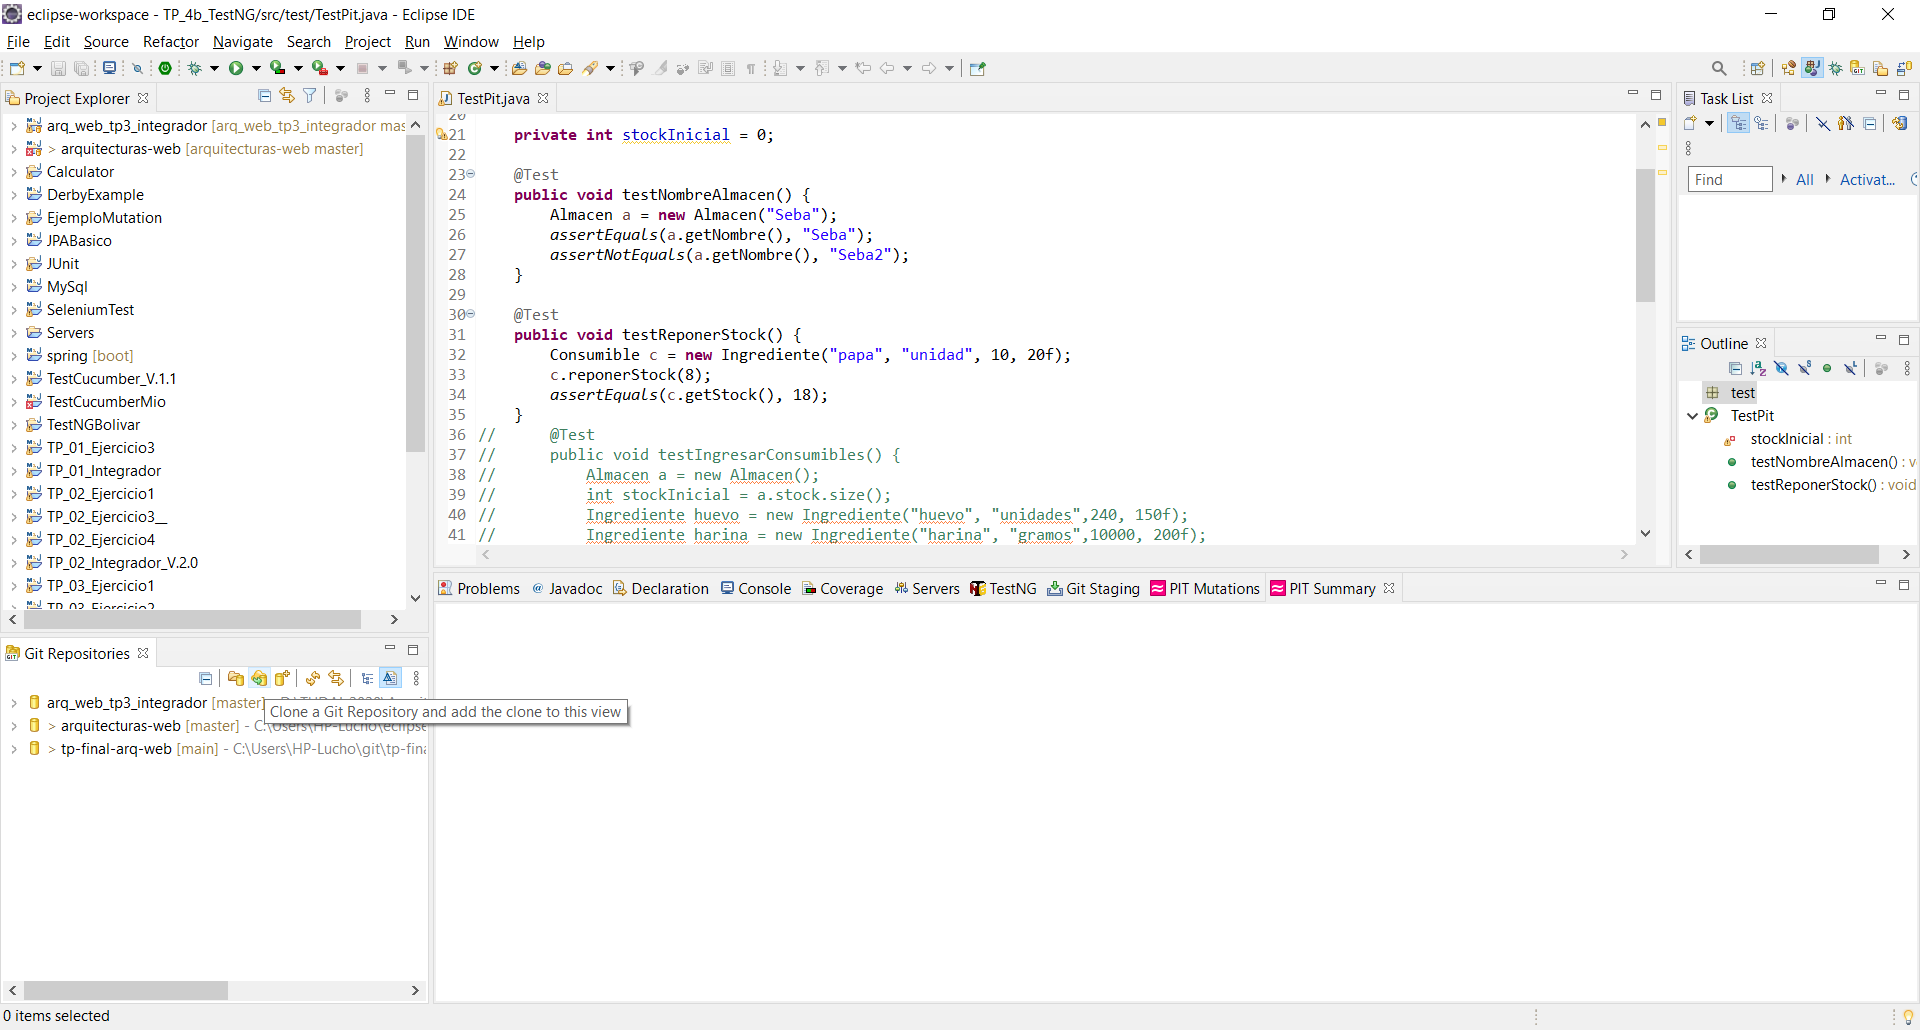 eclipse-workspace - TP_4b_TestNG/src/test/TestPit.java - Eclipse IDE
File Edit Source Refactor Navigate Search Project Run Window Help
Project Explorer
arq_web_tp3_integrador [arq_web_tp3_integrador mas
> arquitecturas-web [arquitecturas-web master]
Calculator
DerbyExample
EjemploMutation
JPABasico
JUnit
MySql
SeleniumTest
Servers
spring [boot]
TestCucumber_V.1.1
TestCucumberMio
TestNGBolivar
TP_01_Ejercicio3
TP_01_Integrador
TP_02_Ejercicio1
TP_02_Ejercicio3__
TP_02_Ejercicio4
TP_02_Integrador_V.2.0
TP_03_Ejercicio1
TP_03_Ejercicio2
Git Repositories
arq_web_tp3_integrador [master]
Clone a Git Repository and add the clone to this view
> arquitecturas-web [master] - C:\Users\HP-Lucho\eclipse
> tp-final-arq-web [main] - C:\Users\HP-Lucho\git\tp-fina
TestPit.java
20
21 private int stockInicial = 0;
22
23 @Test
24 public void testNombreAlmacen() {
25 Almacen a = new Almacen("Seba");
26 assertEquals(a.getNombre(), "Seba");
27 assertNotEquals(a.getNombre(), "Seba2");
28 }
29
30 @Test
31 public void testReponerStock() {
32 Consumible c = new Ingrediente("papa", "unidad", 10, 20f);
33 c.reponerStock(8);
34 assertEquals(c.getStock(), 18);
35 }
36 // @Test
37 // public void testIngresarConsumibles() {
38 // Almacen a = new Almacen();
39 // int stockInicial = a.stock.size();
40 // Ingrediente huevo = new Ingrediente("huevo", "unidades",240, 150f);
41 // Ingrediente harina = new Ingrediente("harina", "gramos",10000, 200f);
Problems Javadoc Declaration Console Coverage Servers TestNG Git Staging PIT Mutations PIT Summary
Task List
Find All Activat...
Outline
test
TestPit
stockInicial : int
testNombreAlmacen() : v
testReponerStock() : void
0 items selected